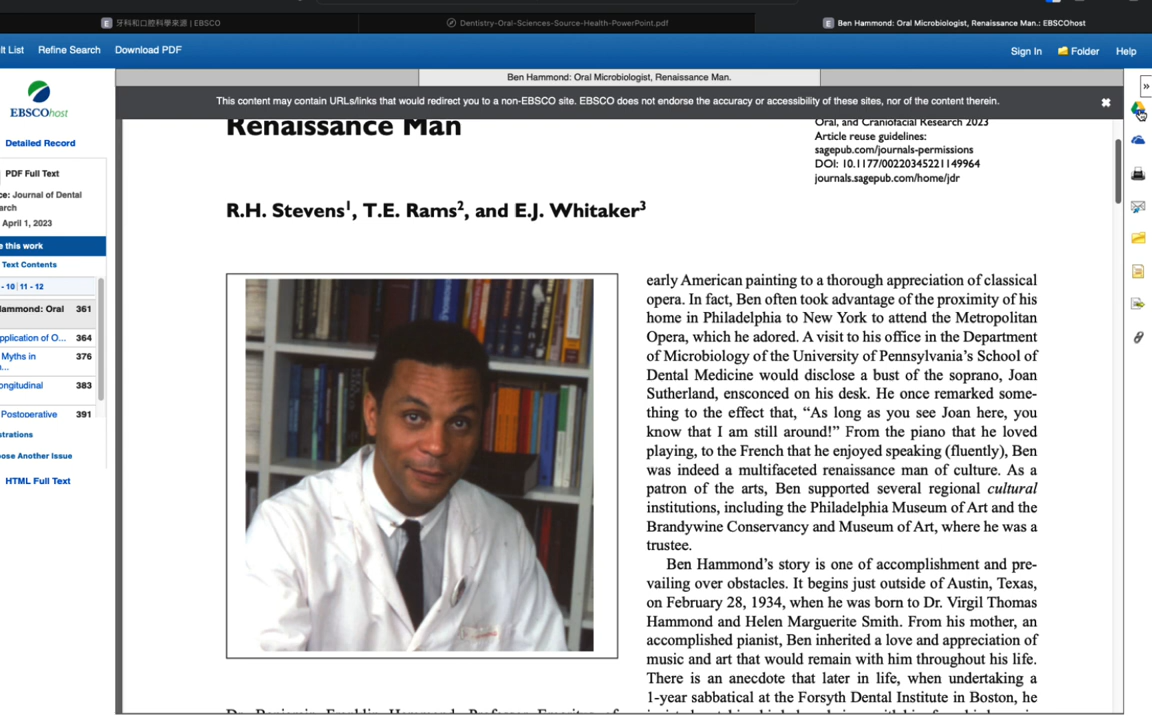 牙科和口腔科學來源 | EBSCO
Dentistry-Oral-Sciences-Source-Health-PowerPoint.pdf
Ben Hammond: Oral Microbiologist, Renaissance Man.: EBSCOhost
lt List Refine Search Download PDF
Sign In Folder Help
Ben Hammond: Oral Microbiologist, Renaissance Man.
This content may contain URLs/links that would redirect you to a non-EBSCO site. EBSCO does not endorse the accuracy or accessibility of these sites, nor of the content therein.
EBSCOhost
Detailed Record
PDF Full Text
ce: Journal of Dental
arch
April 1, 2023
e this work
Text Contents
- 10 | 11 - 12
lammond: Oral 361
pplication of O... 364
Myths in 376
...
ongitudinal 383
Postoperative 391
strations
ose Another Issue
HTML Full Text
Renaissance Man
Oral, and Craniofacial Research 2023
Article reuse guidelines:
sagepub.com/journals-permissions
DOI: 10.1177/00220345221149964
journals.sagepub.com/home/jdr
R.H. Stevens1, T.E. Rams2, and E.J. Whitaker3
early American painting to a thorough appreciation of classical
opera. In fact, Ben often took advantage of the proximity of his
home in Philadelphia to New York to attend the Metropolitan
Opera, which he adored. A visit to his office in the Department
of Microbiology of the University of Pennsylvania's School of
Dental Medicine would disclose a bust of the soprano, Joan
Sutherland, ensconced on his desk. He once remarked some-
thing to the effect that, "As long as you see Joan here, you
know that I am still around!" From the piano that he loved
playing, to the French that he enjoyed speaking (fluently), Ben
was indeed a multifaceted renaissance man of culture. As a
patron of the arts, Ben supported several regional cultural
institutions, including the Philadelphia Museum of Art and the
Brandywine Conservancy and Museum of Art, where he was a
trustee.
Ben Hammond's story is one of accomplishment and pre-
vailing over obstacles. It begins just outside of Austin, Texas,
on February 28, 1934, when he was born to Dr. Virgil Thomas
Hammond and Helen Marguerite Smith. From his mother, an
accomplished pianist, Ben inherited a love and appreciation of
music and art that would remain with him throughout his life.
There is an anecdote that later in life, when undertaking a
1-year sabbatical at the Forsyth Dental Institute in Boston, he